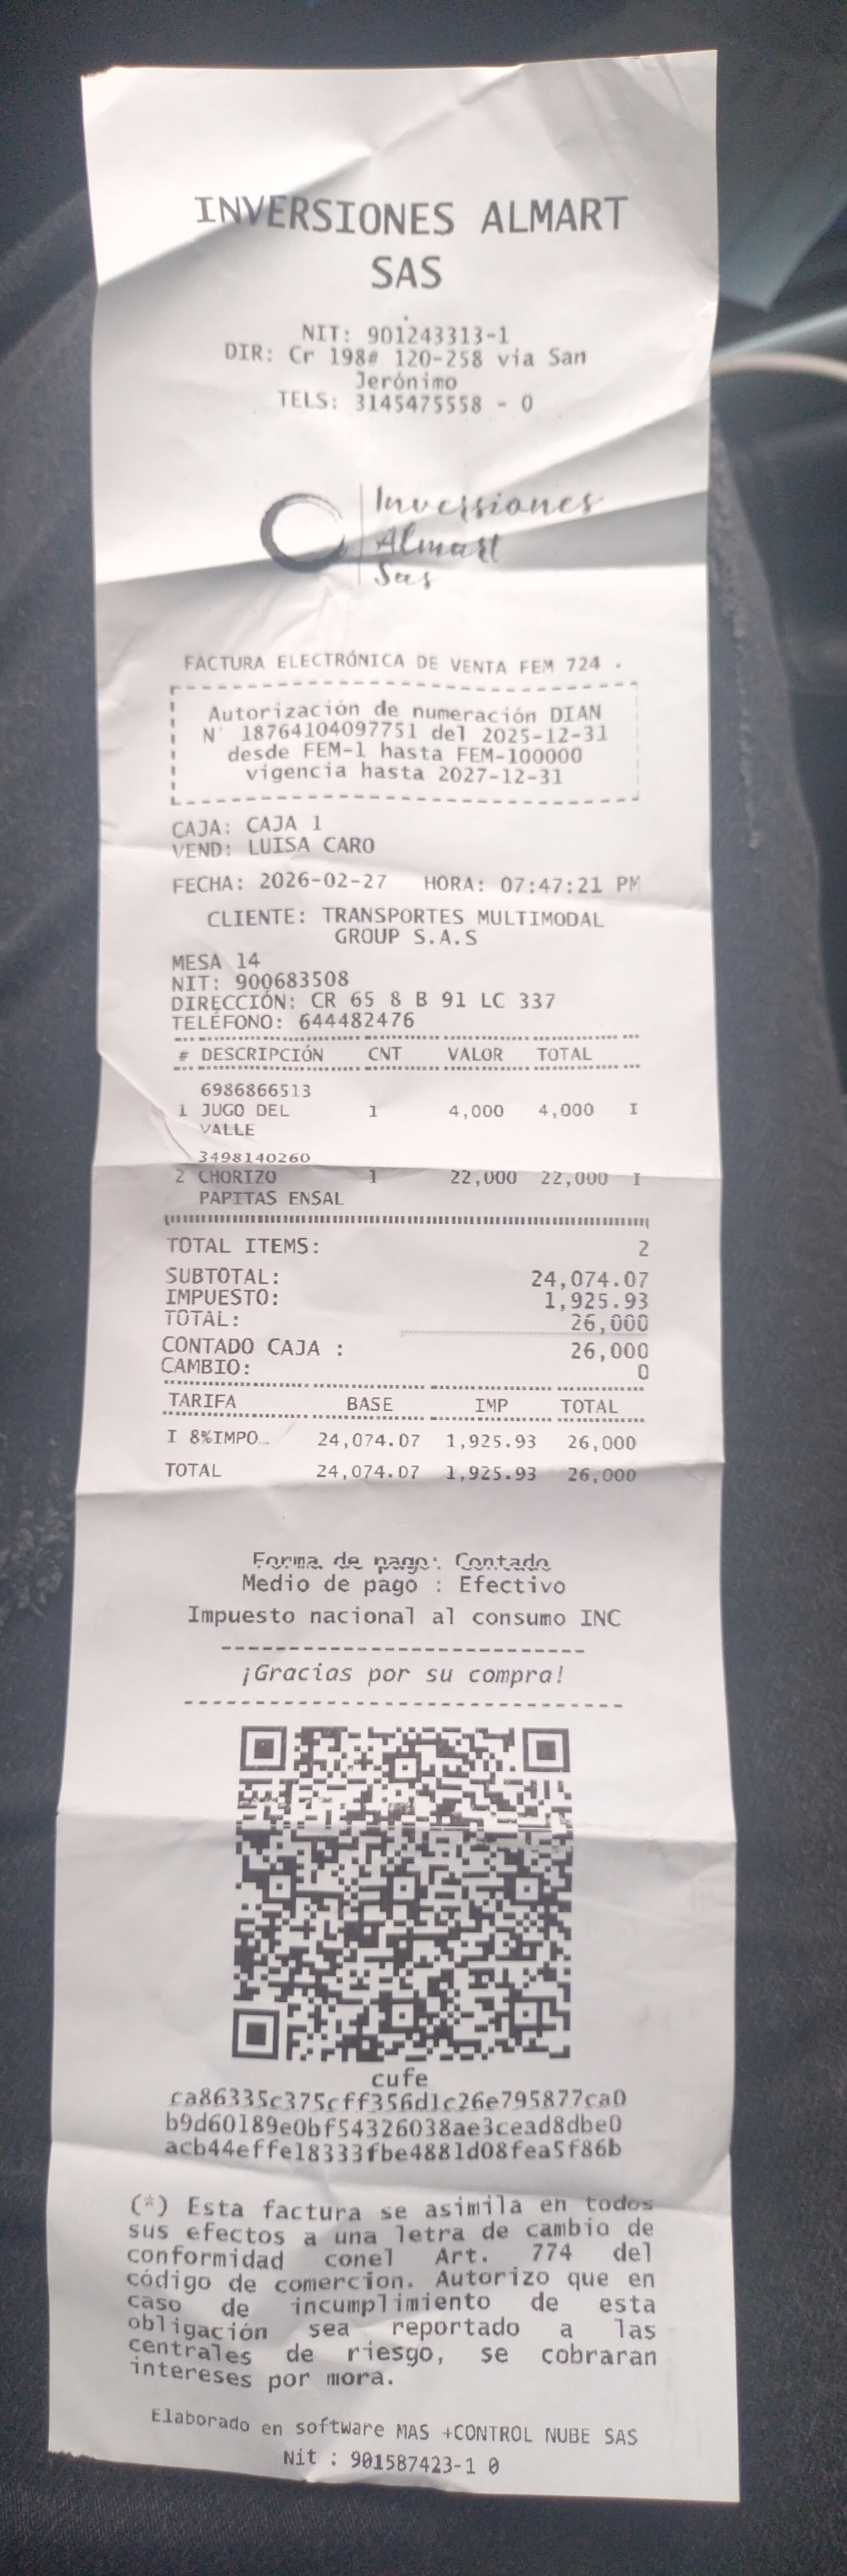 INVERSIONES ALMART
SAS
NIT: 901243313-1
DIR: Cr 198# 120-258 via San
Jerónimo
TELS: 3145475558 - 0
Inversiones
Almart
Sas
FACTURA ELECTRÓNICA DE VENTA FEM 724 .
Autorización de numeración DIAN
N° 18764104097751 del 2025-12-31
desde FEM-1 hasta FEM-100000
vigencia hasta 2027-12-31
CAJA: CAJA 1
VEND: LUISA CARO
FECHA: 2026-02-27 HORA: 07:47:21 PM
CLIENTE: TRANSPORTES MULTIMODAL
GROUP S.A.S
MESA 14
NIT: 900683508
DIRECCIÓN: CR 65 8 B 91 LC 337
TELÉFONO: 644482476
# DESCRIPCIÓN CNT VALOR TOTAL
6986866513
1 JUGO DEL 1 4,000 4,000 I
VALLE
3498140260
2 CHORIZO 1 22,000 22,000 I
PAPITAS ENSAL
TOTAL ITEMS: 2
SUBTOTAL: 24,074.07
IMPUESTO: 1,925.93
TOTAL: 26,000
CONTADO CAJA : 26,000
CAMBIO: 0
TARIFA BASE IMP TOTAL
I 8%IMPO… 24,074.07 1,925.93 26,000
TOTAL 24,074.07 1,925.93 26,000
Forma de pago: Contado
Medio de pago : Efectivo
Impuesto nacional al consumo INC
¡Gracias por su compra!
cufe
ca86335c375cff356d1c26e795877ca0
b9d60189e0bf54326038ae3cead8dbe0
acb44effe18333fbe4881d08fea5f86b
(*) Esta factura se asimila en todos
sus efectos a una letra de cambio de
conformidad conel Art. 774 del
código de comercion. Autorizo que en
caso de incumplimiento de esta
obligación sea reportado a las
centrales de riesgo, se cobraran
intereses por mora.
Elaborado en software MAS +CONTROL NUBE SAS
Nit : 901587423-1 0